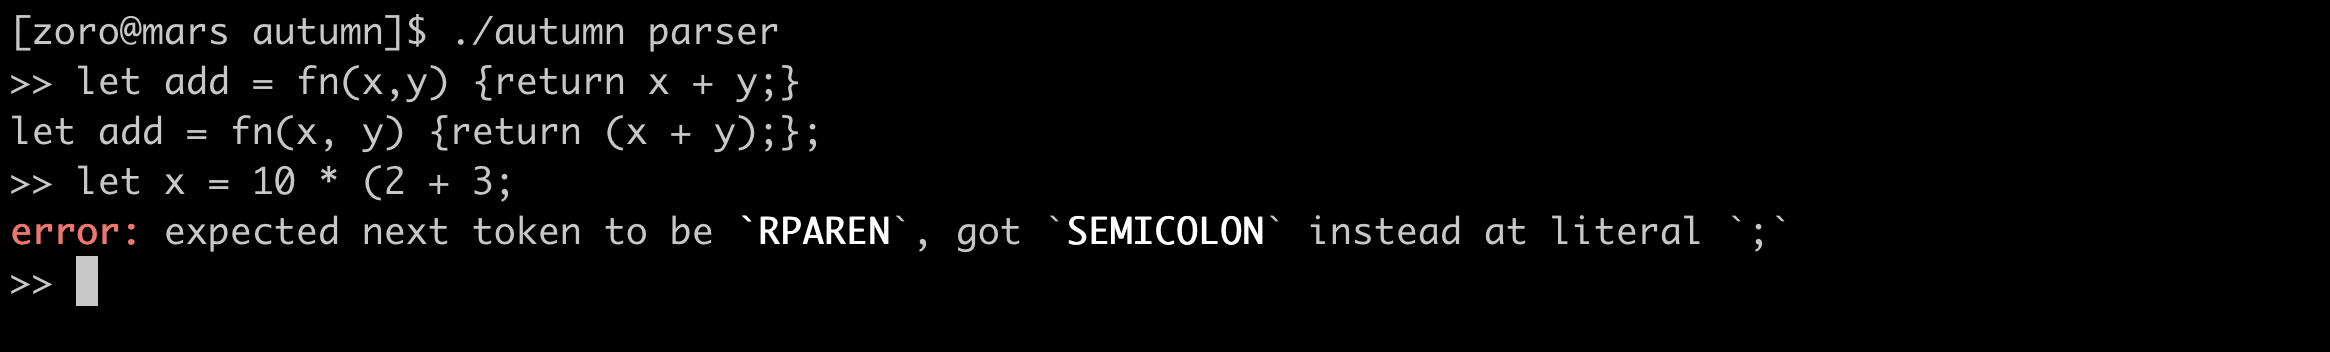 [zoro@mars autumn]$ ./autumn parser
>> let add = fn(x,y) {return x + y;}
let add = fn(x, y) {return (x + y);};
>> let x = 10 * (2 + 3;
error: expected next token to be `RPAREN`, got `SEMICOLON` instead at literal `;`
>>